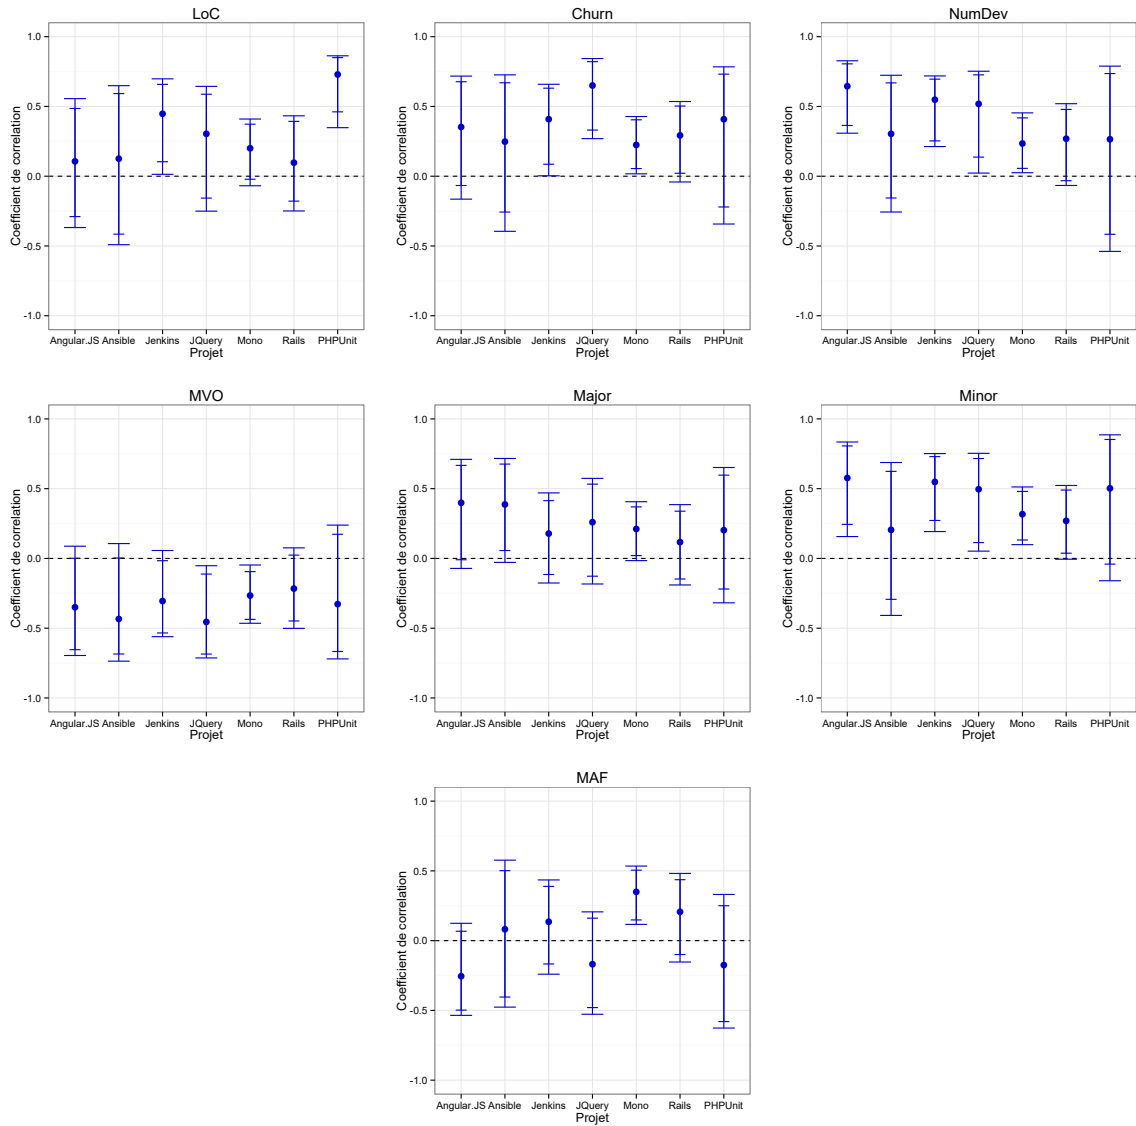 LoC
Coefficient de correlation
1.0
0.5
0.0
-0.5
-1.0
Angular.JS Ansible Jenkins JQuery Mono Rails PHPUnit
Projet
Churn
Coefficient de correlation
1.0
0.5
0.0
-0.5
-1.0
Angular.JS Ansible Jenkins JQuery Mono Rails PHPUnit
Projet
NumDev
Coefficient de correlation
1.0
0.5
0.0
-0.5
-1.0
Angular.JS Ansible Jenkins JQuery Mono Rails PHPUnit
Projet
MVO
Coefficient de correlation
1.0
0.5
0.0
-0.5
-1.0
Angular.JS Ansible Jenkins JQuery Mono Rails PHPUnit
Projet
Major
Coefficient de correlation
1.0
0.5
0.0
-0.5
-1.0
Angular.JS Ansible Jenkins JQuery Mono Rails PHPUnit
Projet
Minor
Coefficient de correlation
1.0
0.5
0.0
-0.5
-1.0
Angular.JS Ansible Jenkins JQuery Mono Rails PHPUnit
Projet
MAF
Coefficient de correlation
1.0
0.5
0.0
-0.5
-1.0
Angular.JS Ansible Jenkins JQuery Mono Rails PHPUnit
Projet